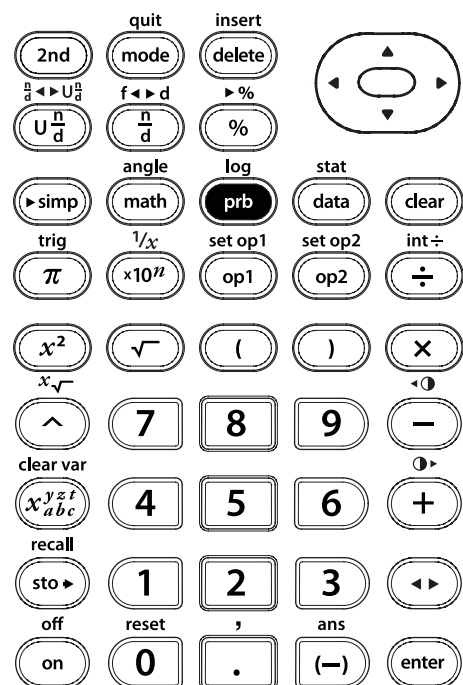 quit insert
2nd mode delete
n/d ◄► U n/d f ◄► d ► %
U n/d n/d %
angle log stat
►simp math prb data clear
trig 1/x set op1 set op2 int÷
π ×10ⁿ op1 op2 ÷
x² √ ( ) ×
ˣ√ ◄◑
^ 7 8 9 −
clear var ◑►
x y z t a b c 4 5 6 +
recall
sto► 1 2 3 ◄►
off reset , ans
on 0 . (−) enter